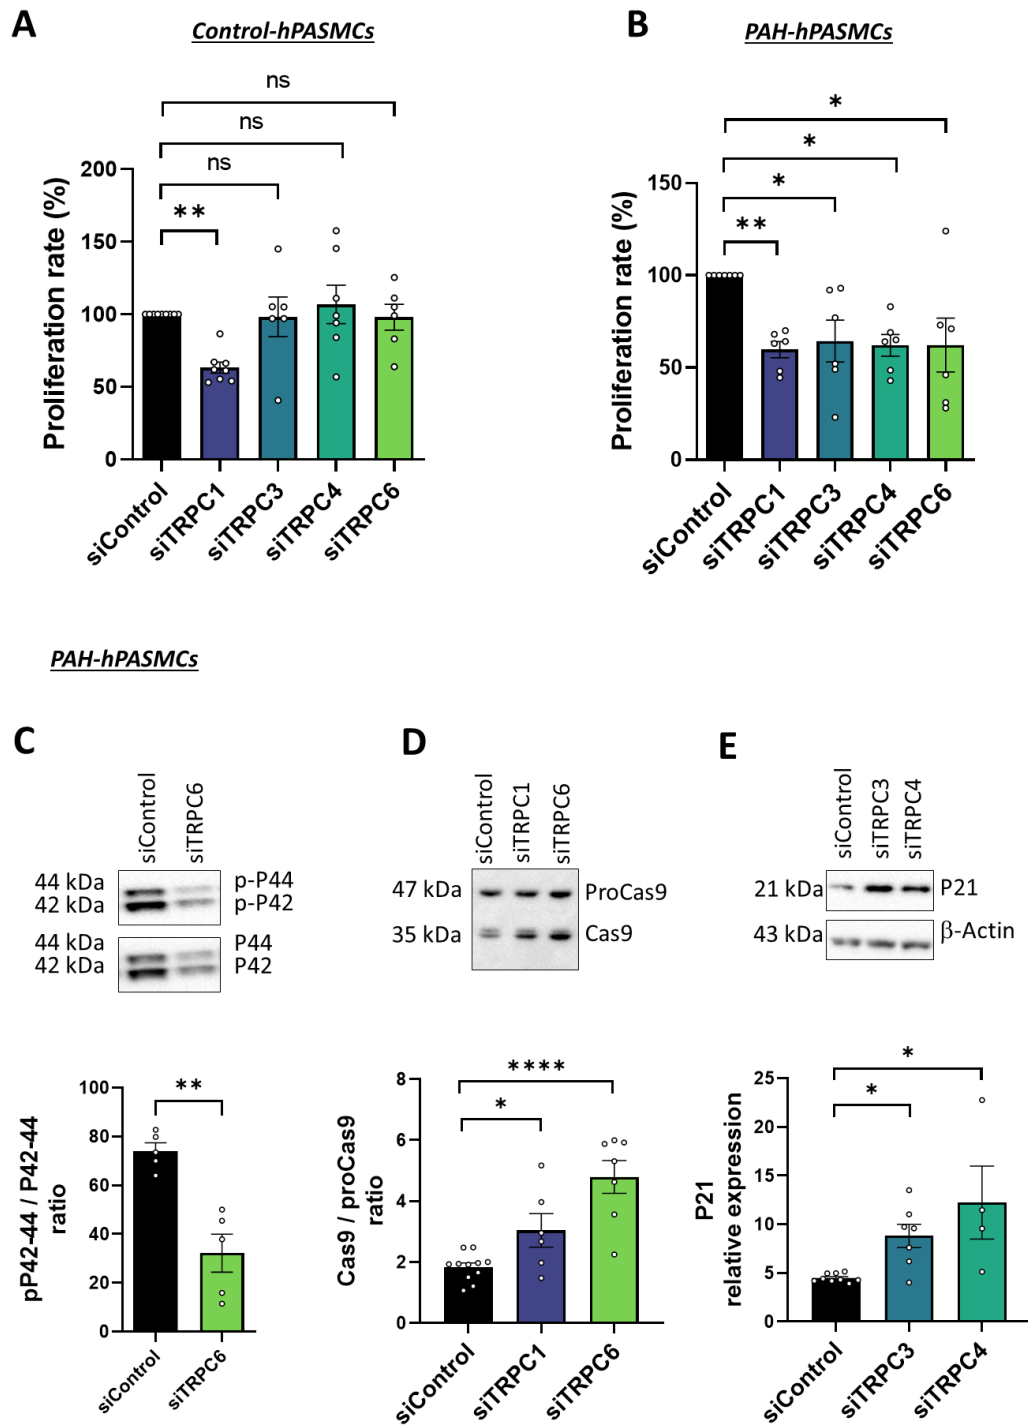 A
Control-hPASMCs
ns
ns
ns
**
Proliferation rate (%)
200
150
100
50
0
siControl
siTRPC1
siTRPC3
siTRPC4
siTRPC6
B
PAH-hPASMCs
*
*
*
**
Proliferation rate (%)
150
100
50
0
siControl
siTRPC1
siTRPC3
siTRPC4
siTRPC6
PAH-hPASMCs
C
siControl
siTRPC6
44 kDa
p-P44
42 kDa
p-P42
44 kDa
P44
42 kDa
P42
**
pP42-44 / P42-44
ratio
100
80
60
40
20
0
siControl
siTRPC6
D
siControl
siTRPC1
siTRPC6
47 kDa
ProCas9
35 kDa
Cas9
****
*
Cas9 / proCas9
ratio
8
6
4
2
0
siControl
siTRPC1
siTRPC6
E
siControl
siTRPC3
siTRPC4
21 kDa
P21
43 kDa
β-Actin
*
*
P21
relative expression
25
20
15
10
5
0
siControl
siTRPC3
siTRPC4